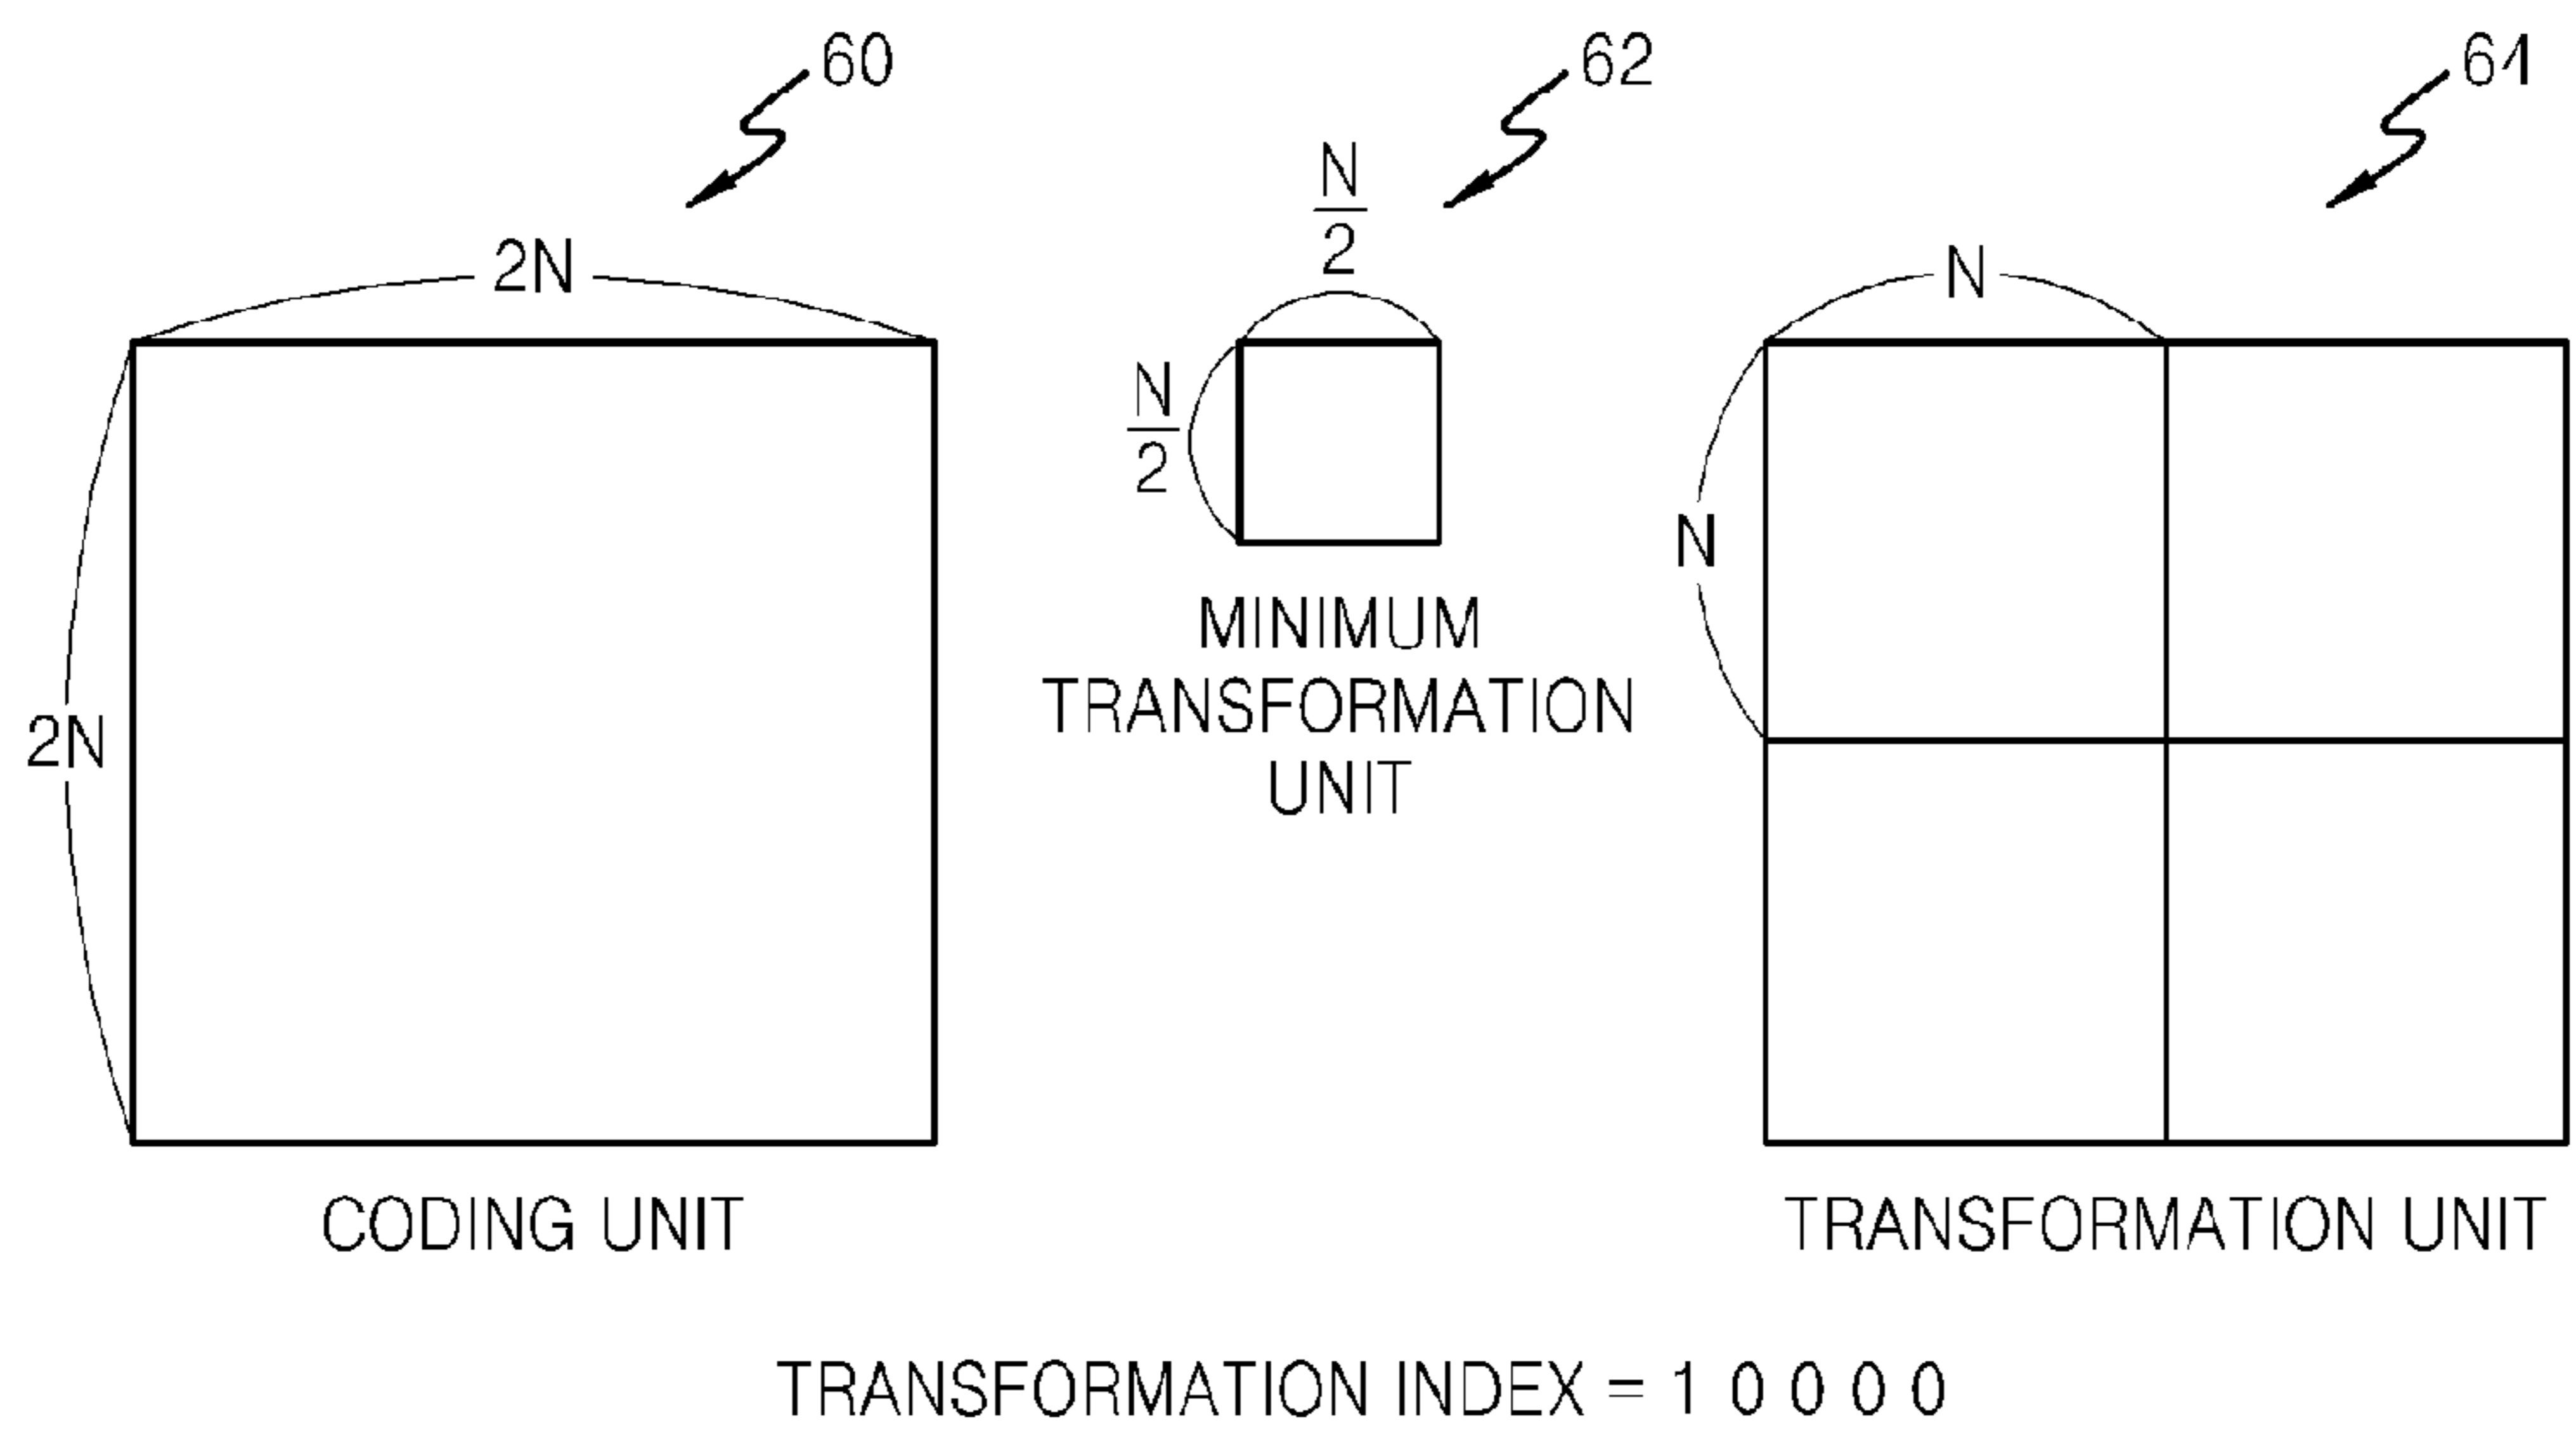 60
62
64
2N
N
2
N
2N
N
2
N
MINIMUM
TRANSFORMATION
UNIT
CODING UNIT
TRANSFORMATION UNIT
TRANSFORMATION INDEX = 1 0 0 0 0